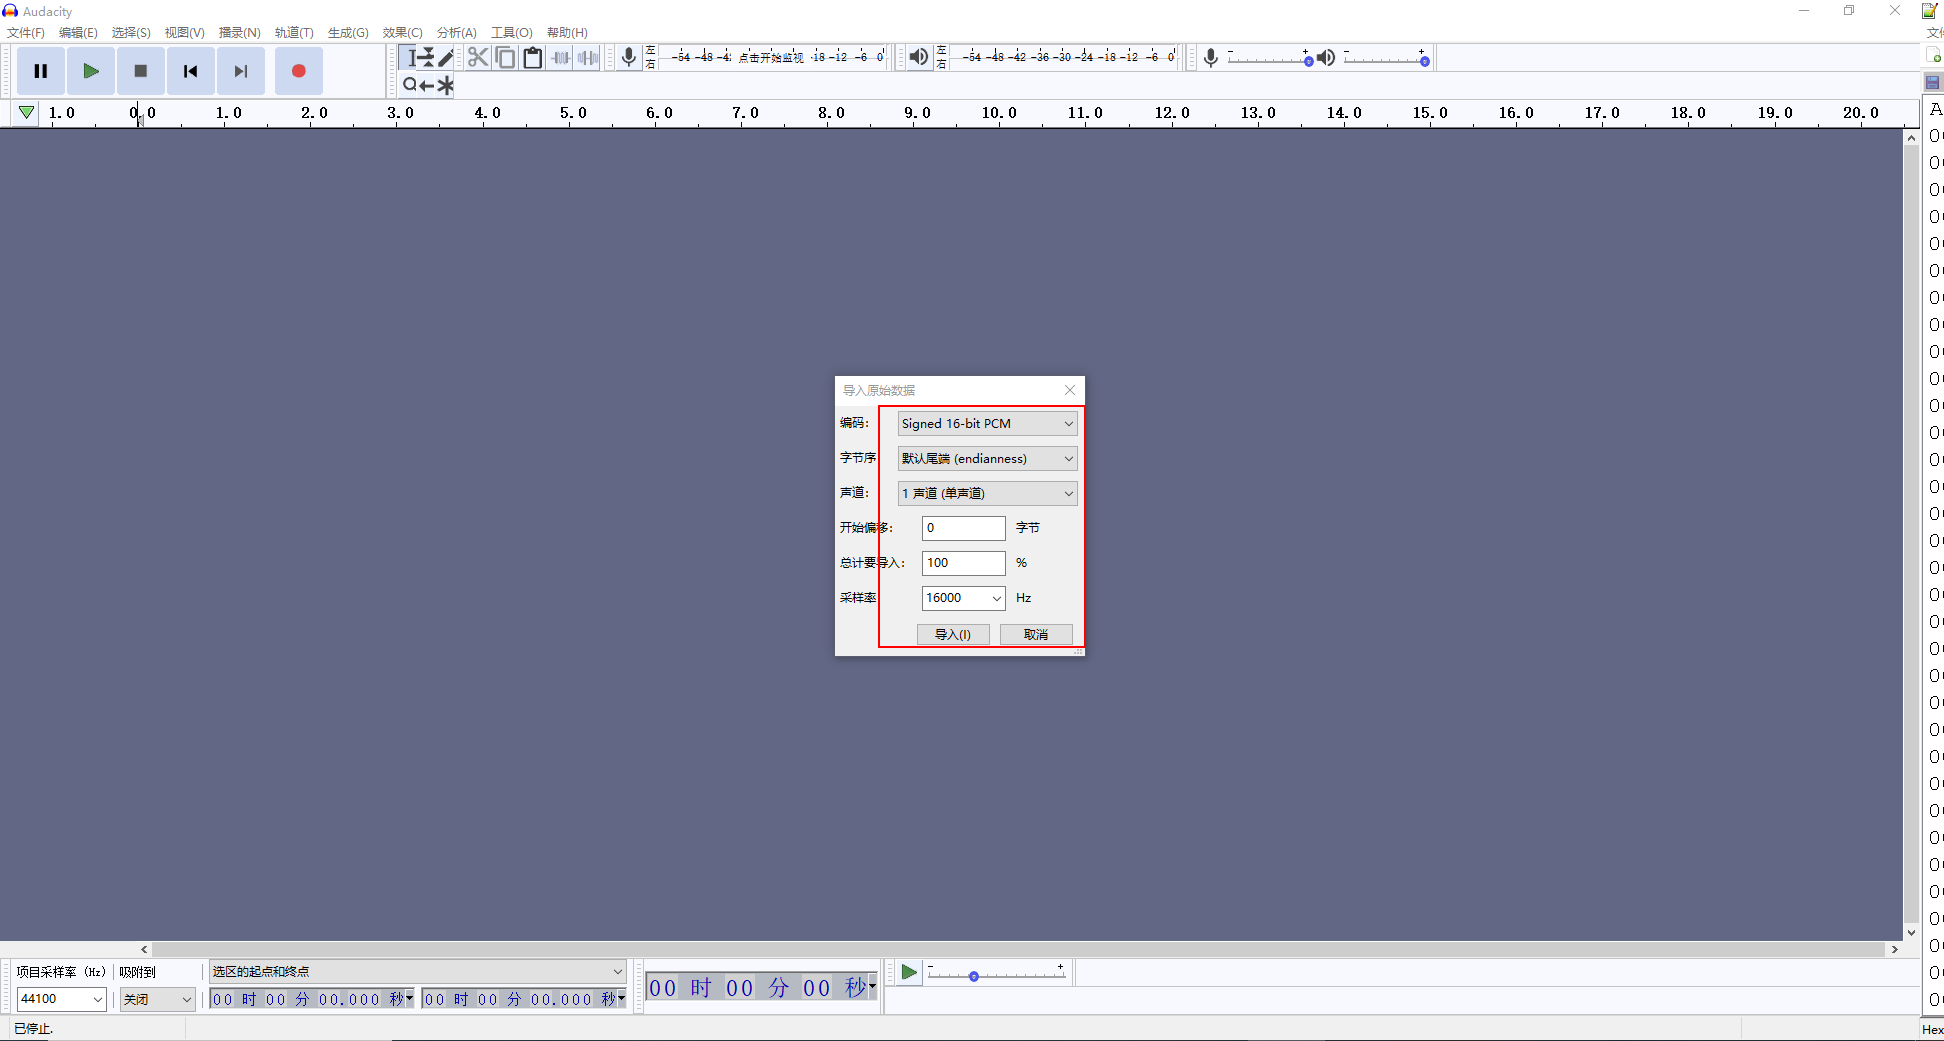 Audacity
文件(F) 编辑(E) 选择(S) 视图(V) 播录(N) 轨道(T) 生成(G) 效果(C) 分析(A) 工具(O) 帮助(H)
左 -54 -48 -4 点击开始监视 -18 -12 -6 0 左 -54 -48 -42 -36 -30 -24 -18 -12 -6 0 - + - +
右 右
1.0 0.0 1.0 2.0 3.0 4.0 5.0 6.0 7.0 8.0 9.0 10.0 11.0 12.0 13.0 14.0 15.0 16.0 17.0 18.0 19.0 20.0
导入原始数据
编码: Signed 16-bit PCM
字节序 默认尾端 (endianness)
声道: 1 声道 (单声道)
开始偏移: 0 字节
总计要导入: 100 %
采样率 16000 Hz
导入(I) 取消
项目采样率 (Hz) 吸附到 选区的起点和终点
44100 关闭 00 时 00 分 00.000 秒 00 时 00 分 00.000 秒 00 时 00 分 00 秒 - +
已停止.
Hex